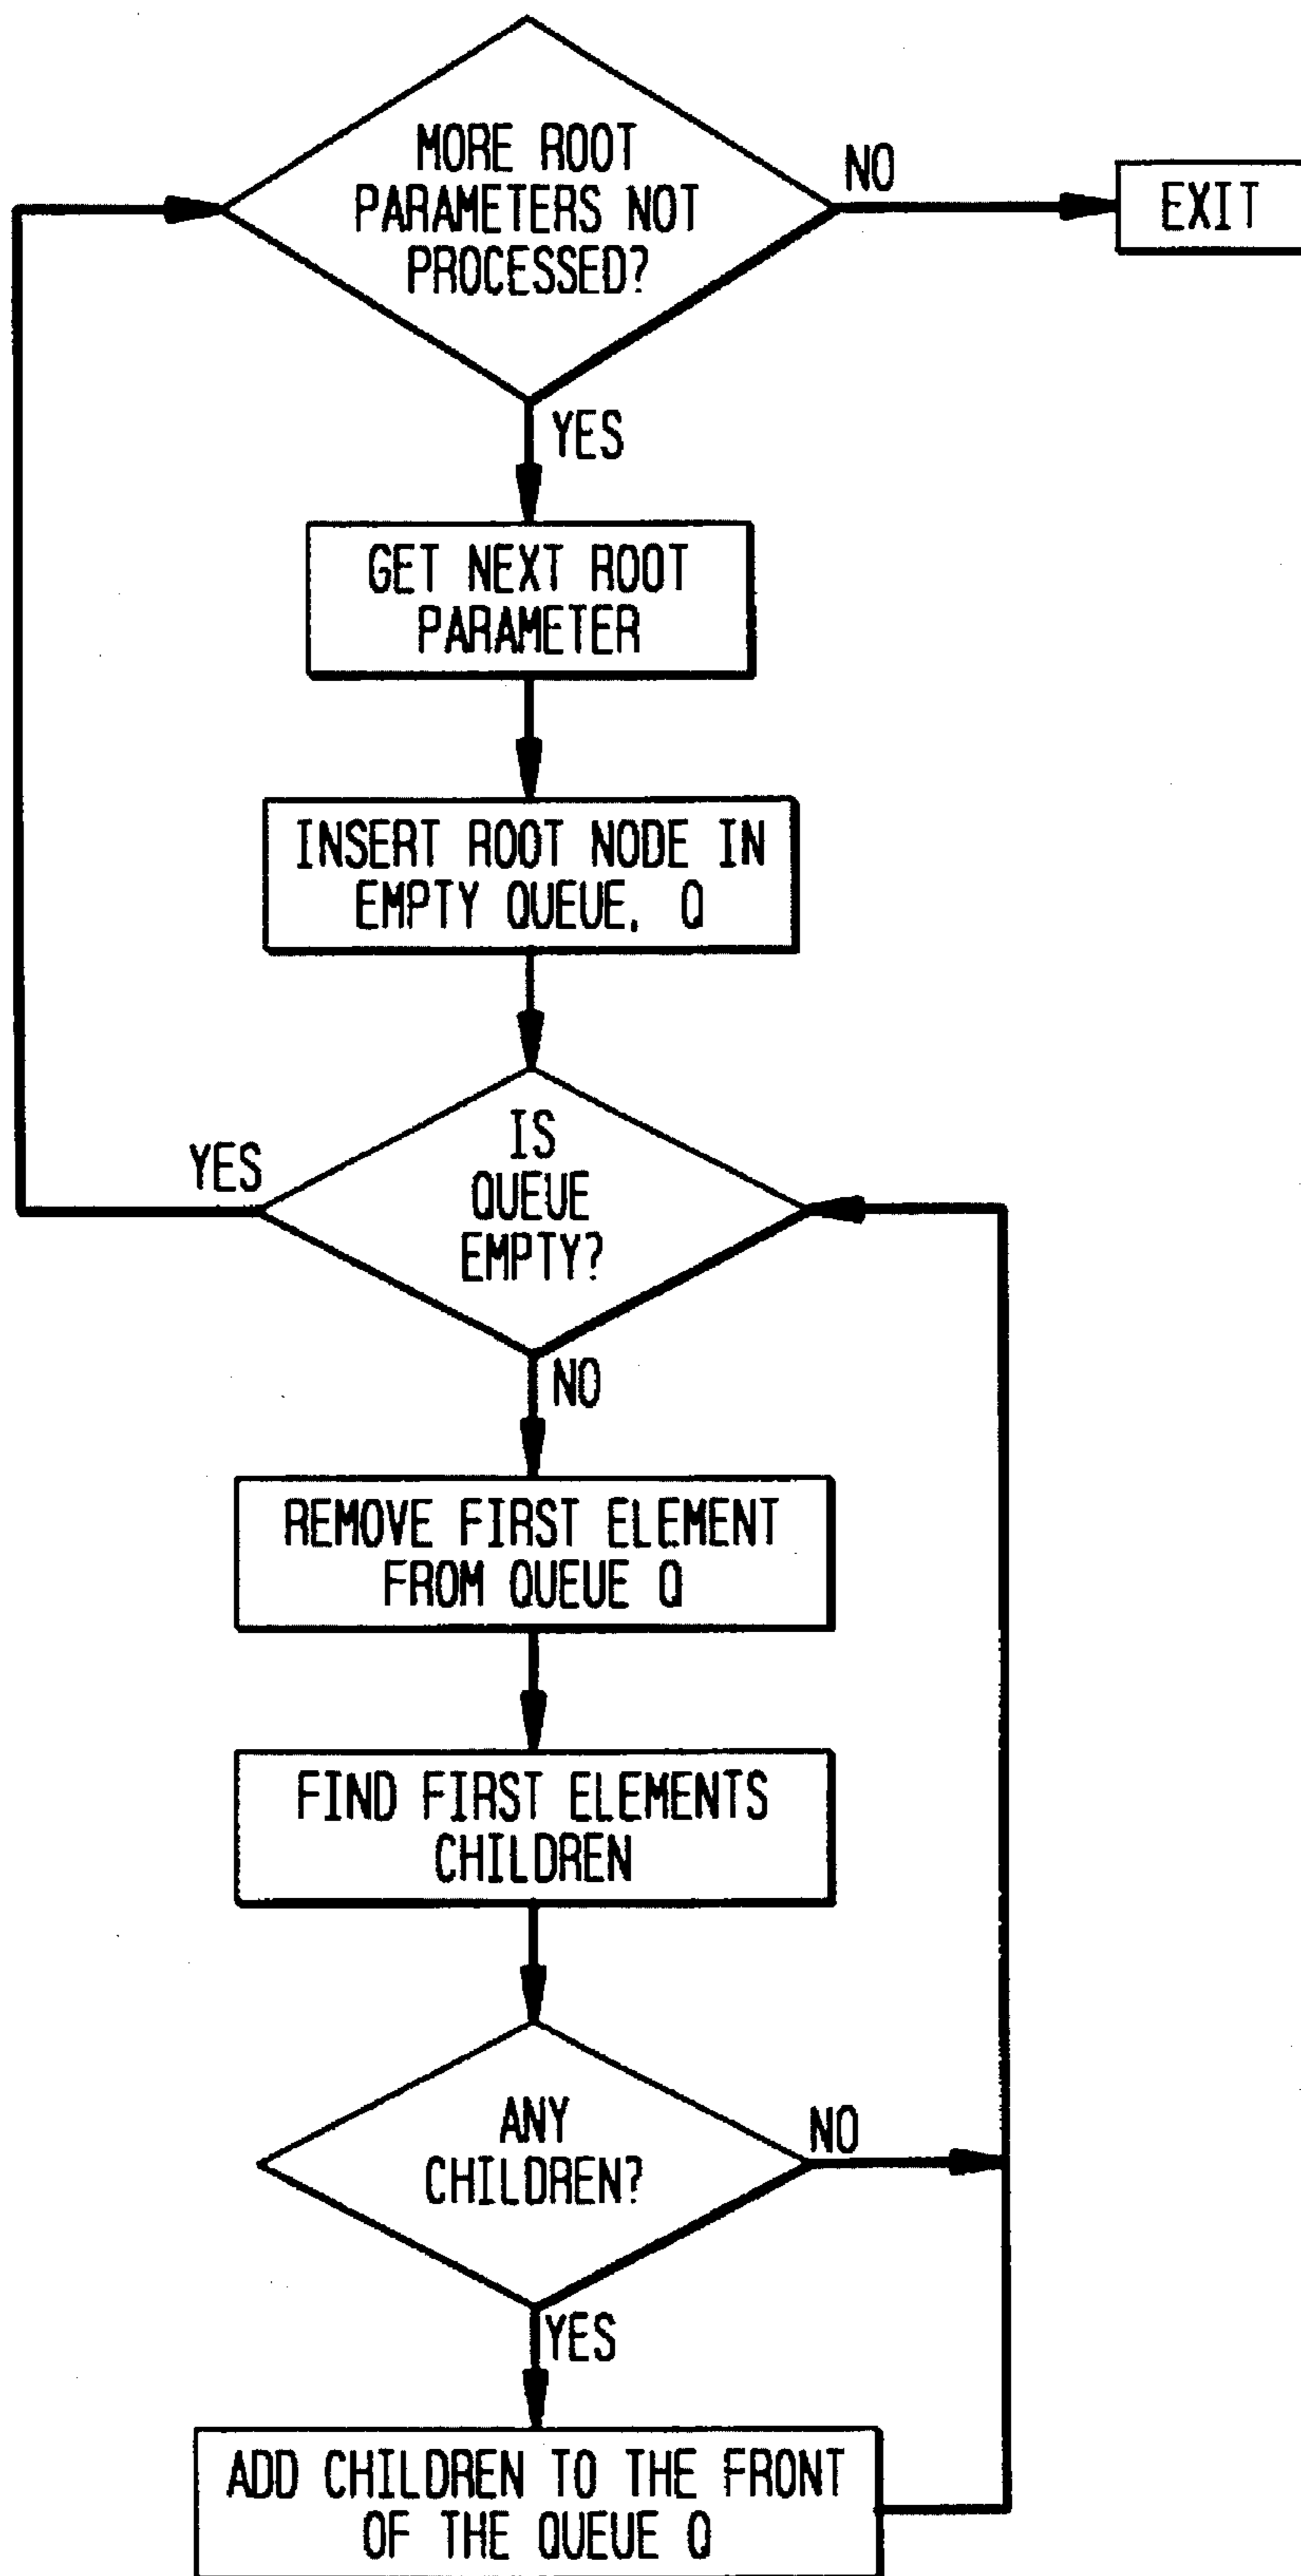 MORE ROOT
PARAMETERS NOT
PROCESSED?
NO
EXIT
YES
GET NEXT ROOT
PARAMETER
INSERT ROOT NODE IN
EMPTY QUEUE, Q
YES
IS
QUEUE
EMPTY?
NO
REMOVE FIRST ELEMENT
FROM QUEUE Q
FIND FIRST ELEMENTS
CHILDREN
ANY
CHILDREN?
NO
YES
ADD CHILDREN TO THE FRONT
OF THE QUEUE Q